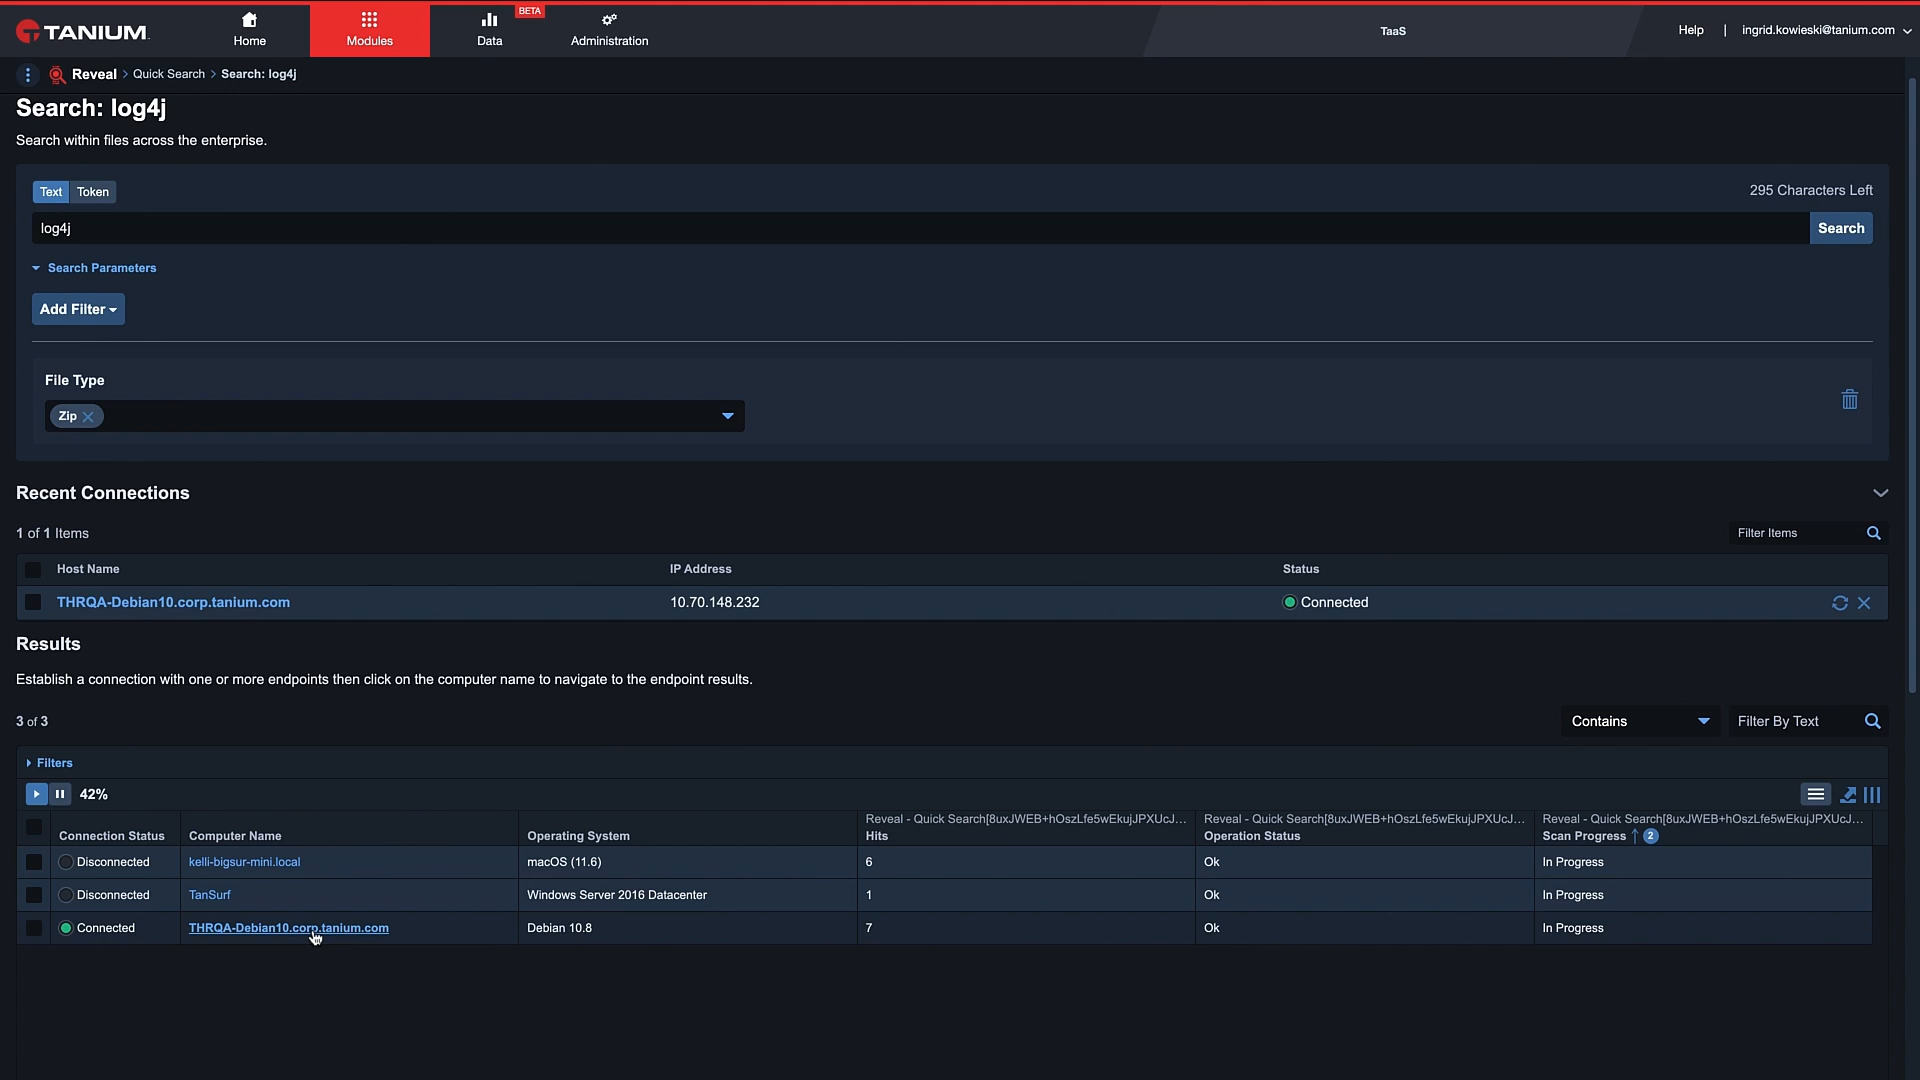 TANIUM
Home
Modules
Data
BETA
Administration
TaaS
Help | ingrid.kowieski@tanium.com
Reveal > Quick Search > Search: log4j
Search: log4j
Search within files across the enterprise.
Text Token
295 Characters Left
log4j
Search
Search Parameters
Add Filter
File Type
Zip
Recent Connections
1 of 1 Items
Filter Items
Host Name IP Address Status
THRQA-Debian10.corp.tanium.com 10.70.148.232 Connected
Results
Establish a connection with one or more endpoints then click on the computer name to navigate to the endpoint results.
3 of 3
Contains
Filter By Text
Filters
42%
Reveal - Quick Search[8uxJWEB+hOszLfe5wEkujJPXUcJ... Reveal - Quick Search[8uxJWEB+hOszLfe5wEkujJPXUcJ... Reveal - Quick Search[8uxJWEB+hOszLfe5wEkujJPXUcJ...
Connection Status Computer Name Operating System Hits Operation Status Scan Progress 2
Disconnected kelli-bigsur-mini.local macOS (11.6) 6 Ok In Progress
Disconnected TanSurf Windows Server 2016 Datacenter 1 Ok In Progress
Connected THRQA-Debian10.corp.tanium.com Debian 10.8 7 Ok In Progress